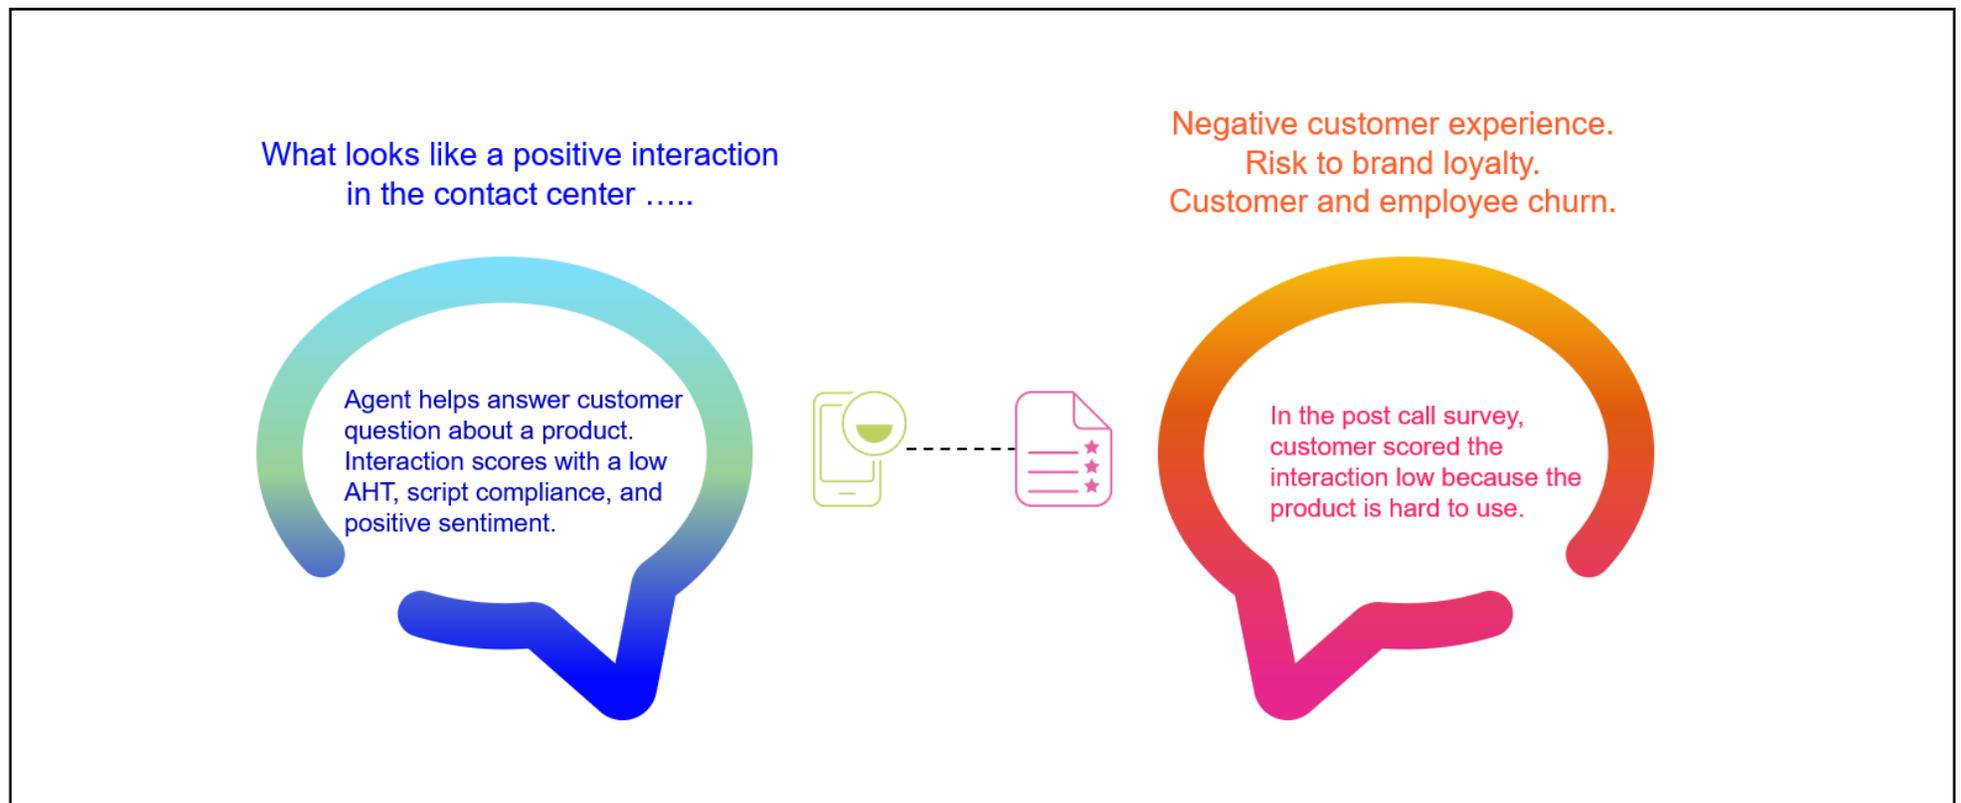 What looks like a positive interaction
in the contact center …..
Negative customer experience.
Risk to brand loyalty.
Customer and employee churn.
Agent helps answer customer
question about a product.
Interaction scores with a low
AHT, script compliance, and
positive sentiment.
In the post call survey,
customer scored the
interaction low because the
product is hard to use.